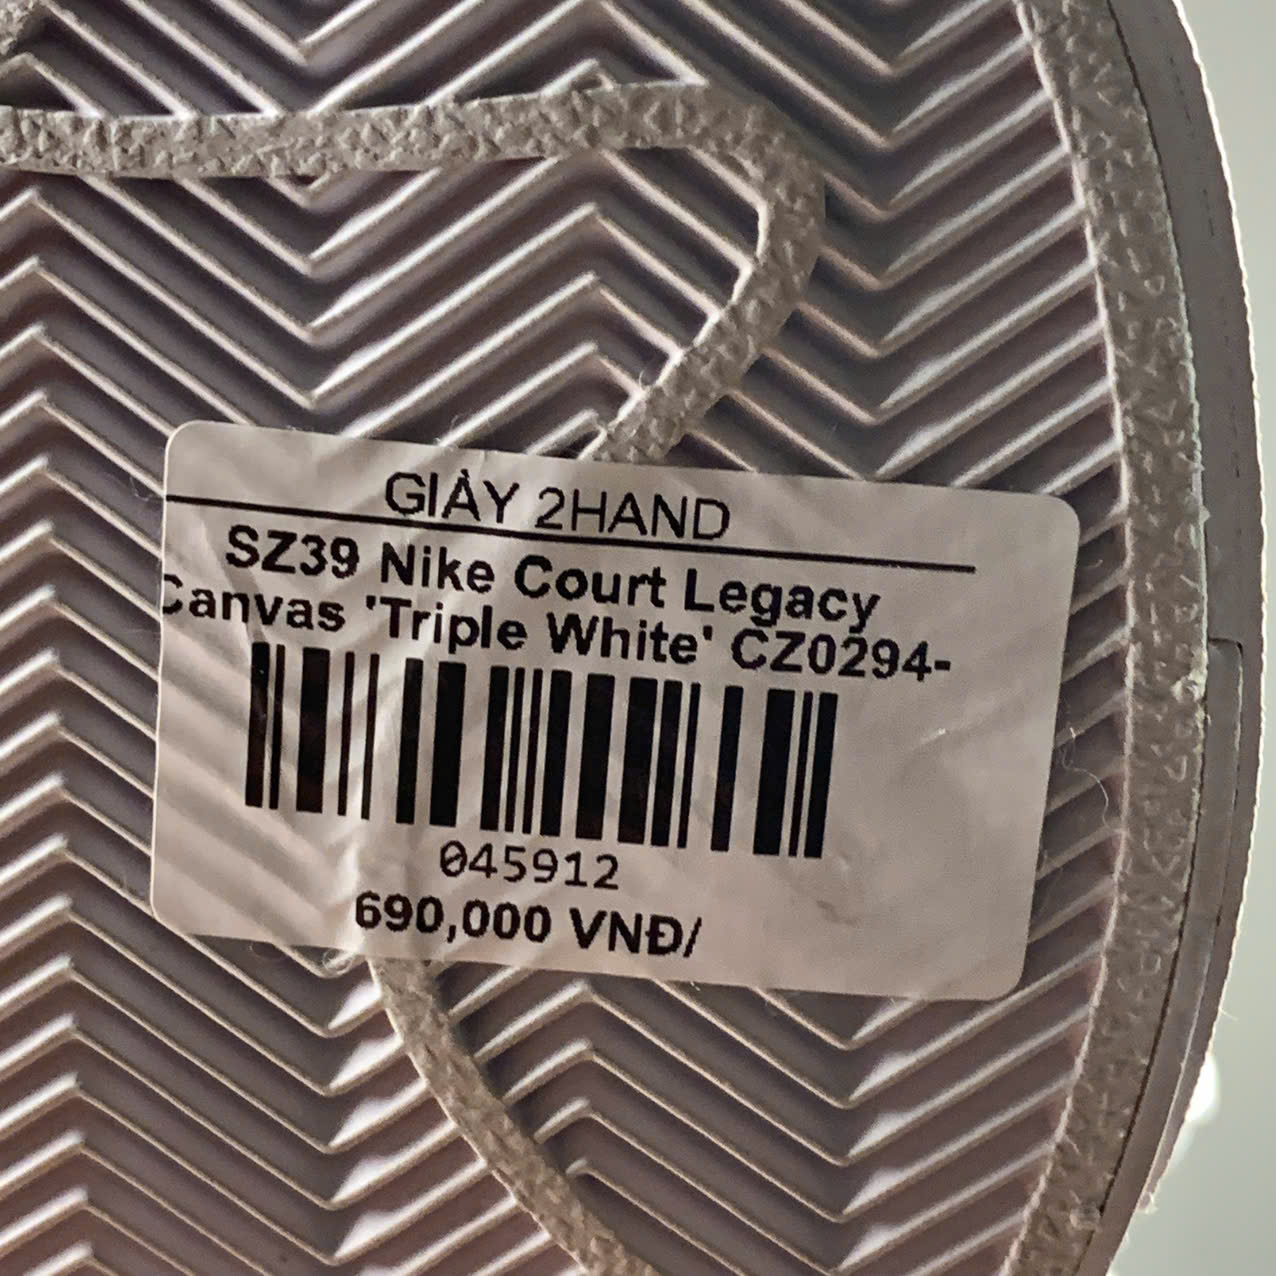 GIÀY 2HAND
SZ39 Nike Court Legacy
Canvas 'Triple White' CZ0294-
045912
690,000 VNĐ/